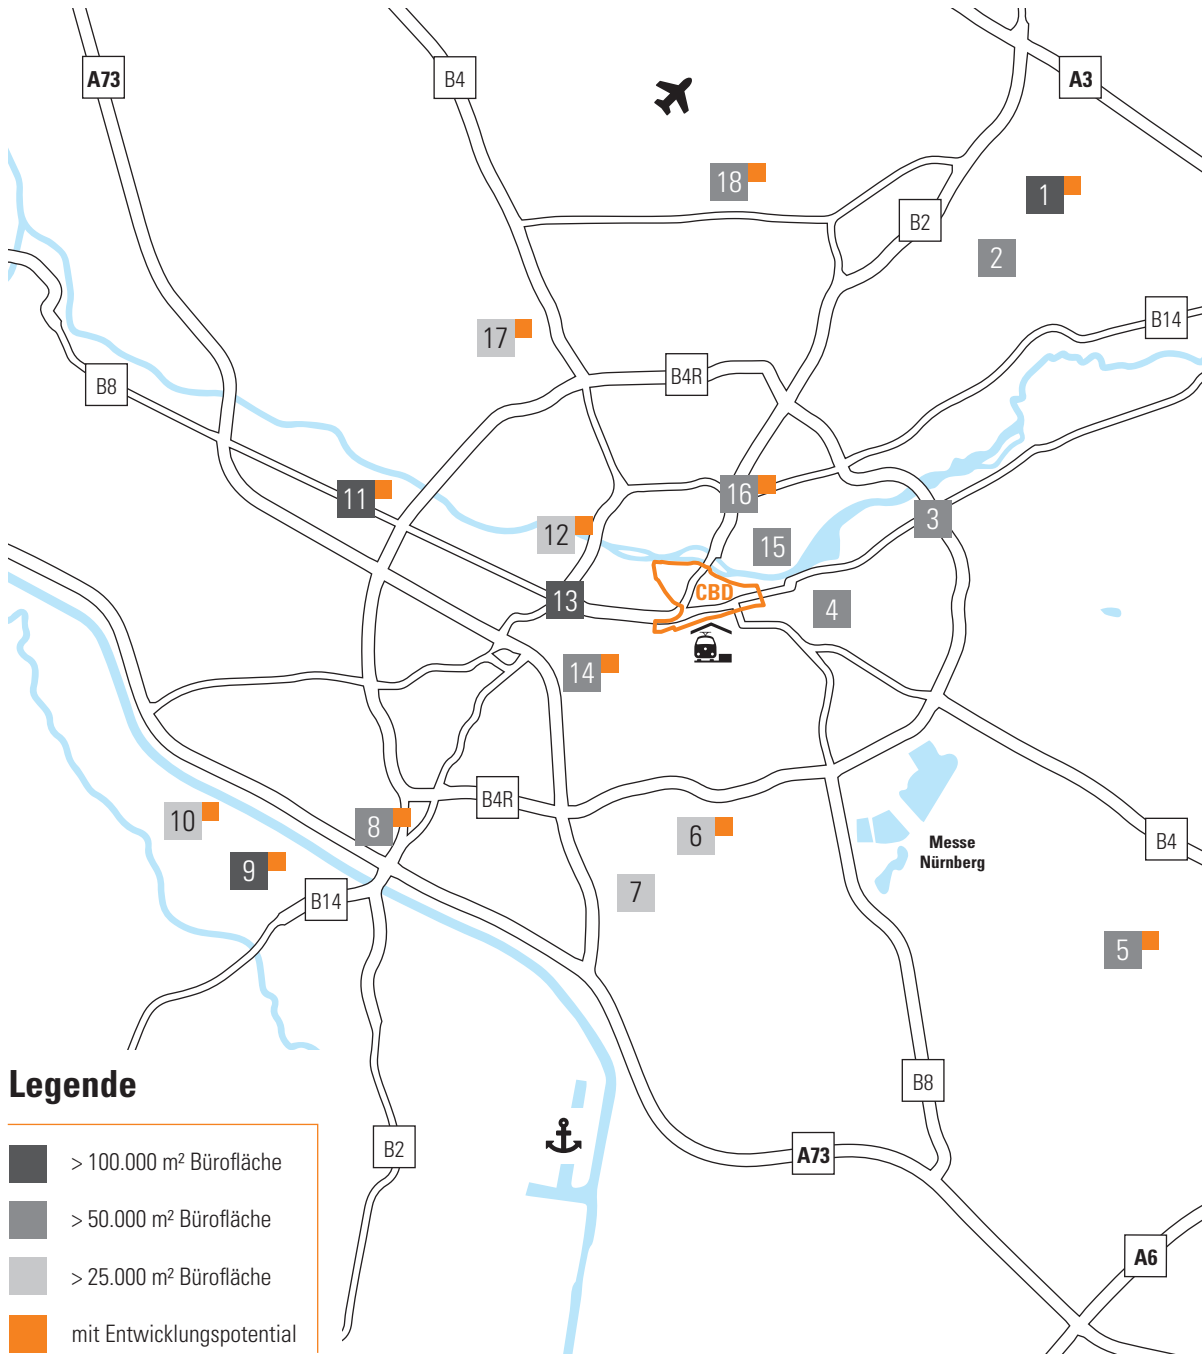 A73
B4
A3
18
1
B2
2
B14
17
B4R
B8
11
16
3
12
15
CBD
13
4
14
B4R
10
8
6
Messe
Nürnberg
B4
9
B14
7
5
B8
Legende
> 100.000 m² Bürofläche
> 50.000 m² Bürofläche
> 25.000 m² Bürofläche
mit Entwicklungspotential
B2
A73
A6